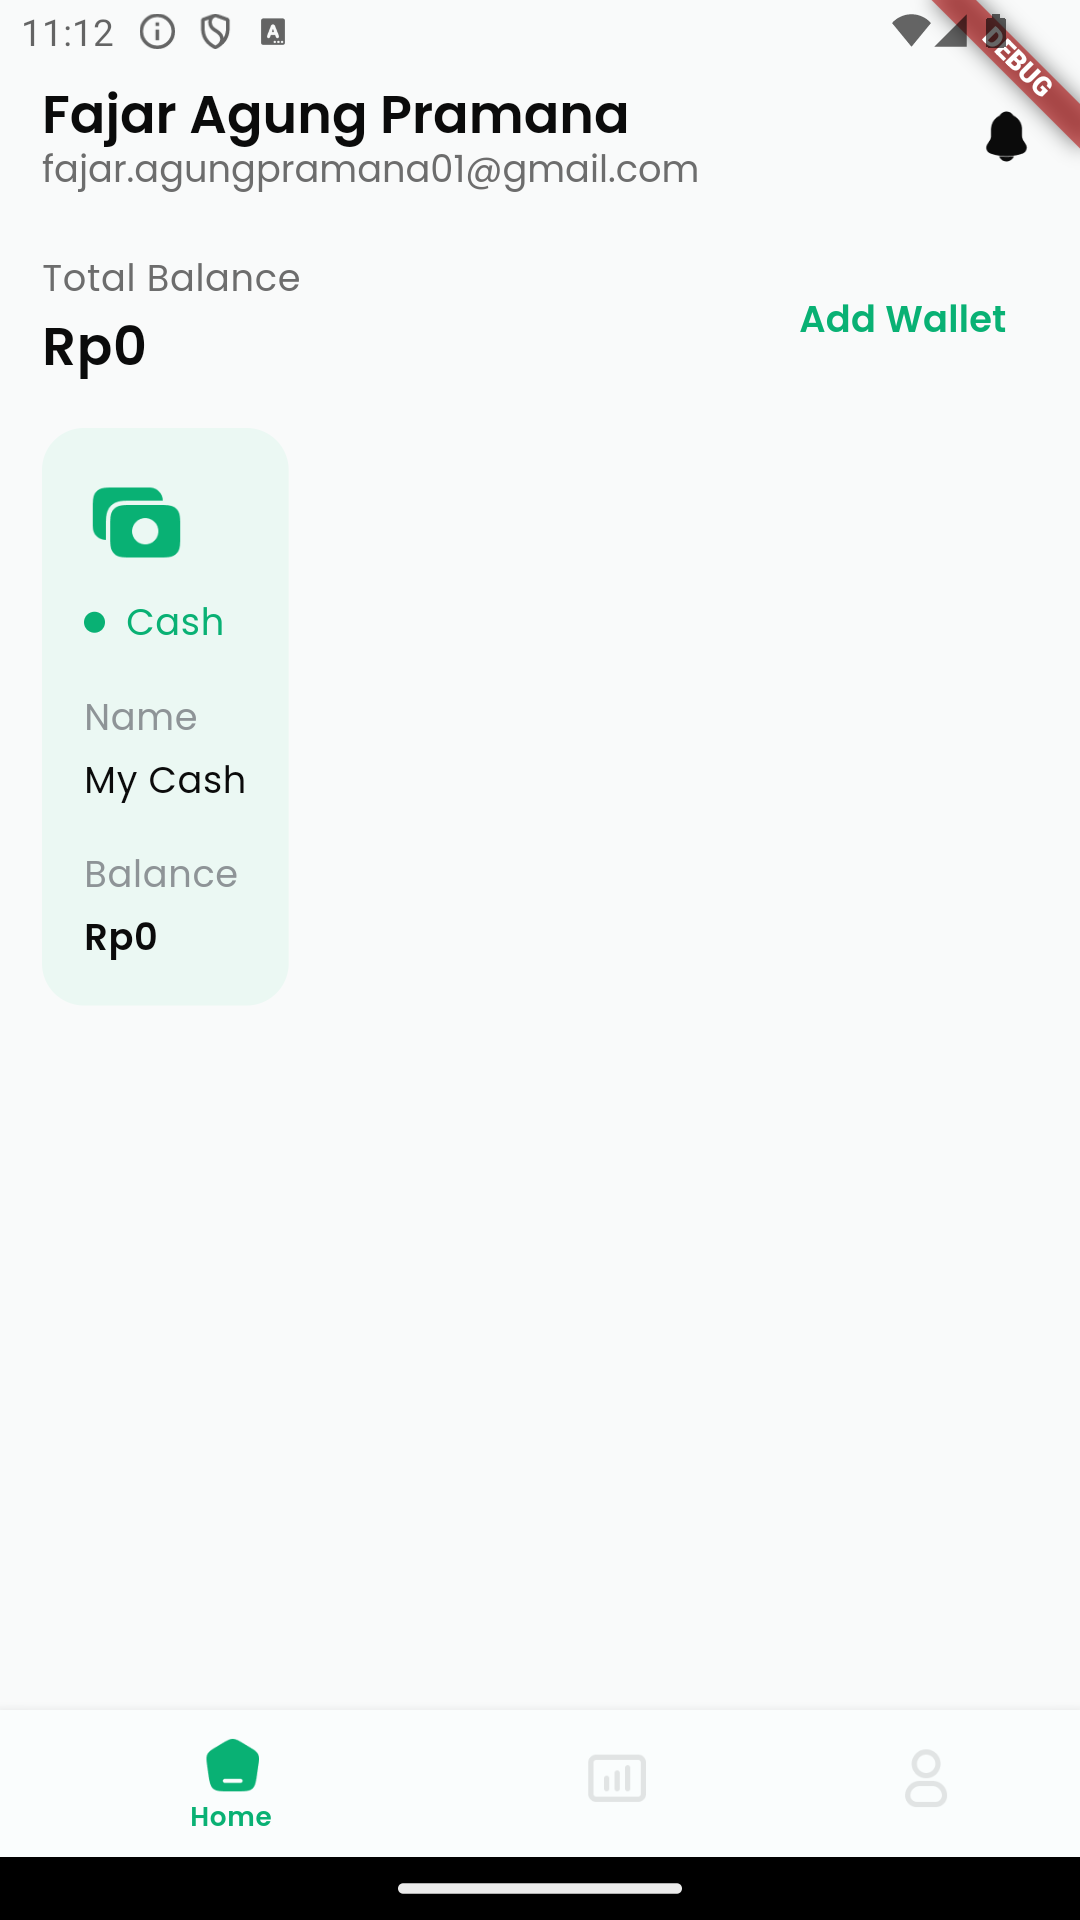 11:12
DEBUG
Fajar Agung Pramana
fajar.agungpramana01@gmail.com
Total Balance
Rp0
Add Wallet
Cash
Name
My Cash
Balance
Rp0
Home